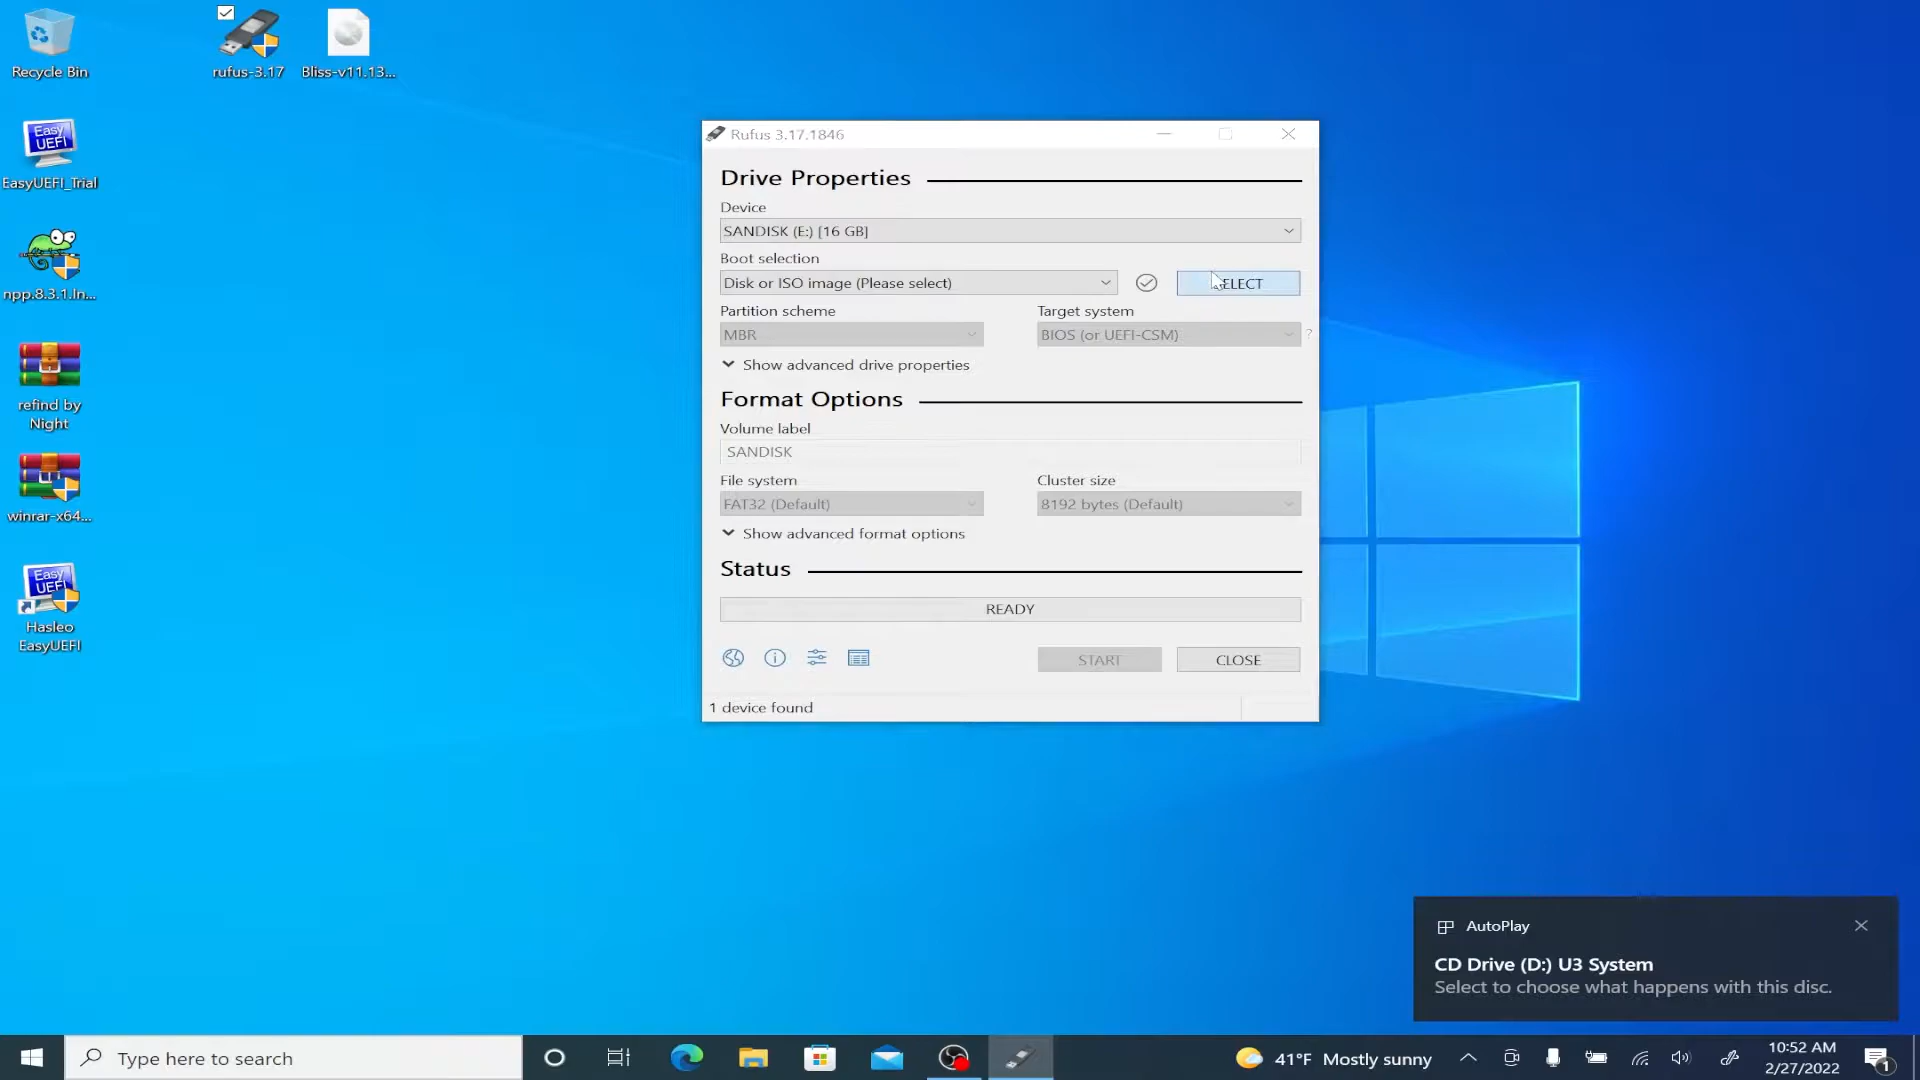 Recycle Bin
rufus-3.17
Bliss-v11.13...
Easy
UEFI
EasyUEFI_Trial
npp.8.3.1.In...
refind by
Night
winrar-x64...
Easy
UEFI
Hasleo
EasyUEFI
Rufus 3.17.1846
Drive Properties
Device
SANDISK (E:) [16 GB]
Boot selection
Disk or ISO image (Please select)
SELECT
Partition scheme
Target system
MBR
BIOS (or UEFI-CSM)
?
Show advanced drive properties
Format Options
Volume label
SANDISK
File system
Cluster size
FAT32 (Default)
8192 bytes (Default)
Show advanced format options
Status
READY
START
CLOSE
1 device found
AutoPlay
CD Drive (D:) U3 System
Select to choose what happens with this disc.
Type here to search
41°F Mostly sunny
10:52 AM
2/27/2022
1